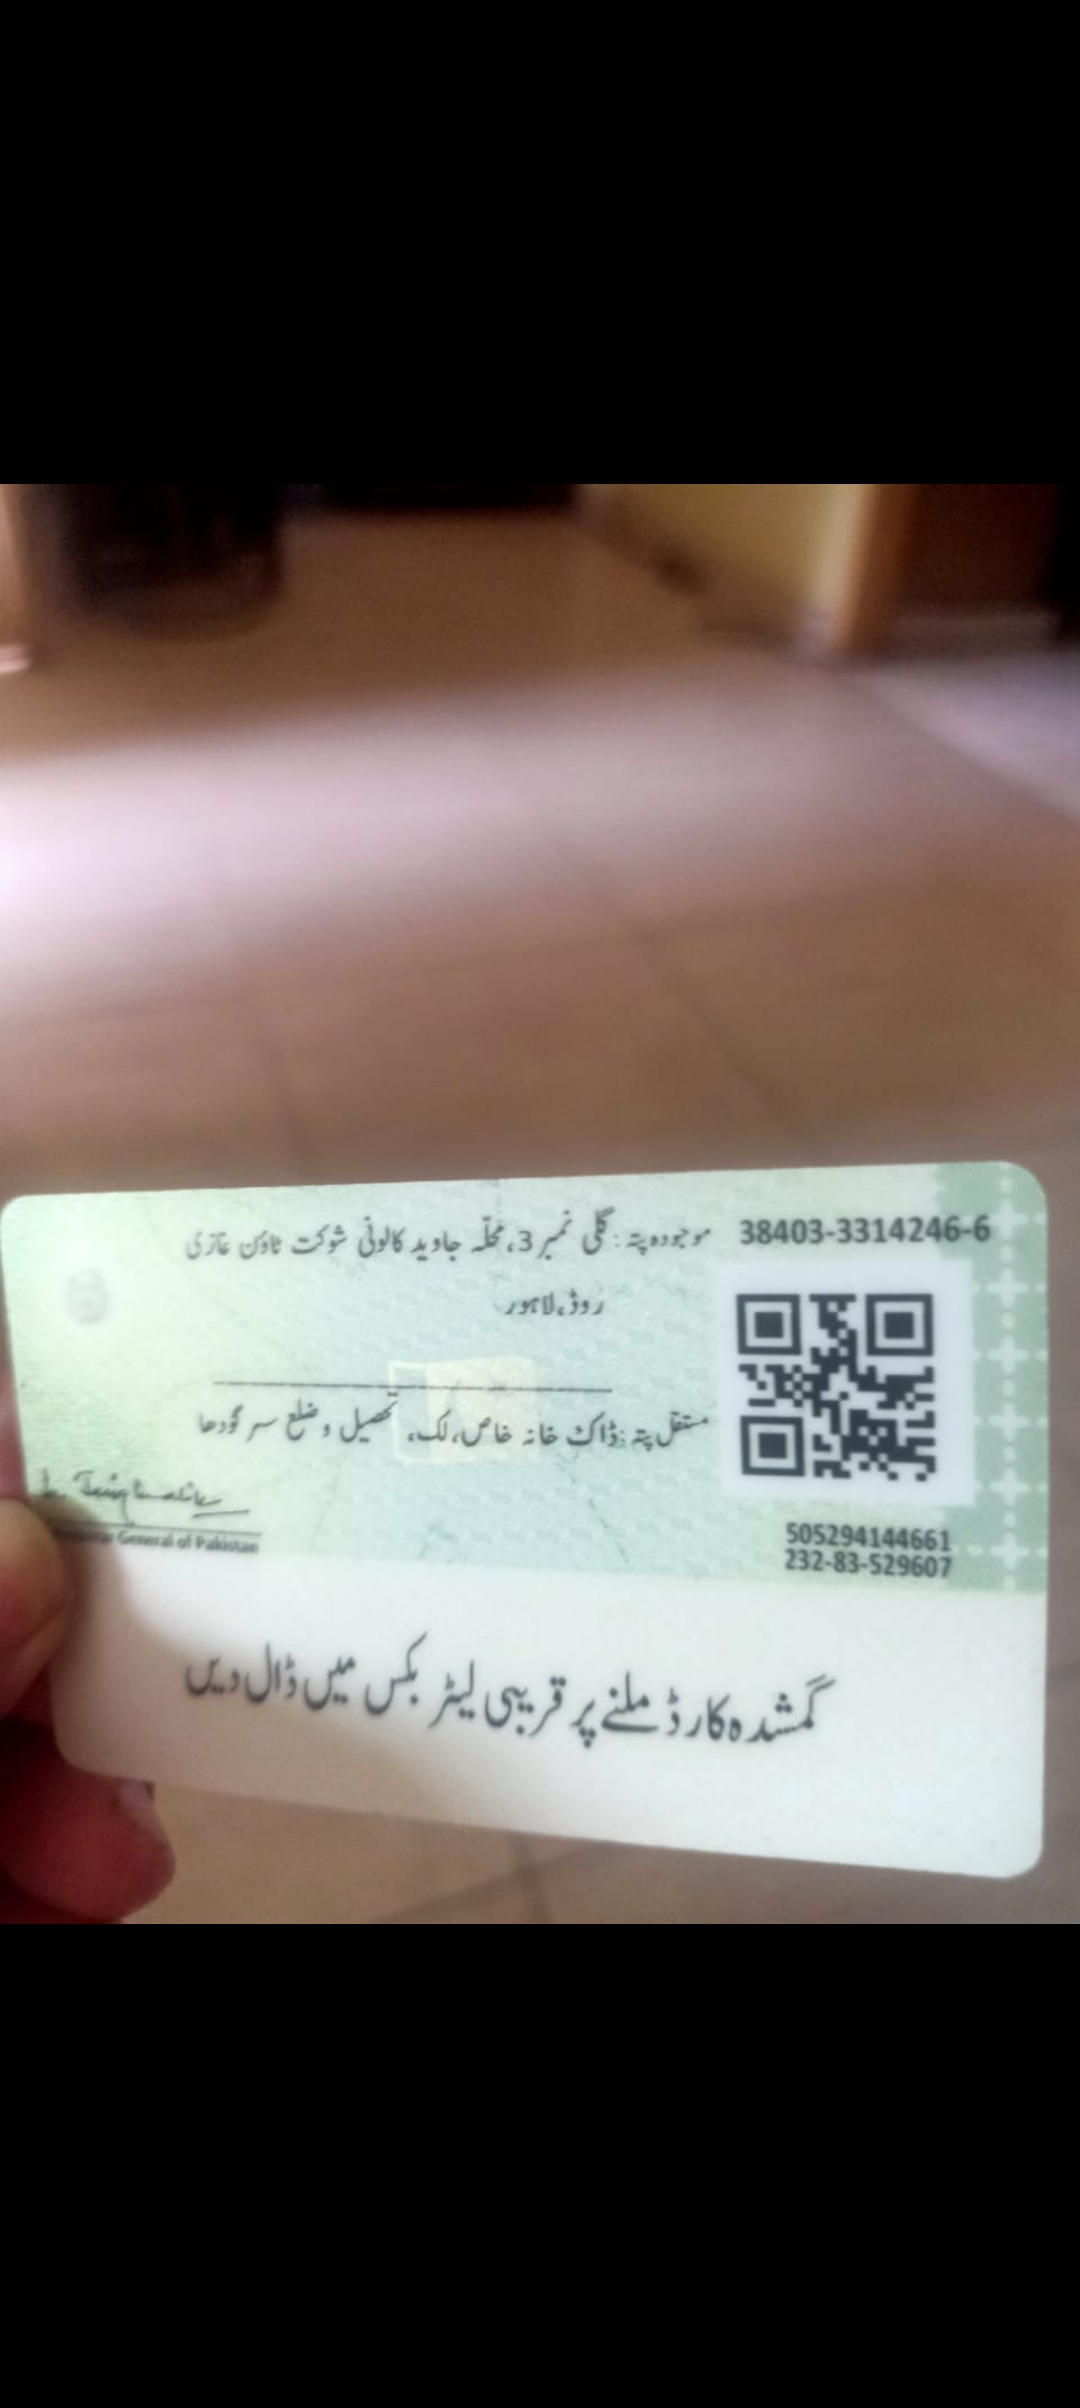 38403-3314246-6
موجودہ پتہ: گلی نمبر 3، محلّہ جاوید کالونی شوکت ٹاؤن غازی
روڈ، لاہور
مستقل پتہ: ڈاک خانہ خاص، لک، تحصیل و ضلع سرگودھا
General of Pakistan
505294144661
232-83-529607
گمشدہ کارڈ ملنے پر قریبی لیٹر بکس میں ڈال دیں